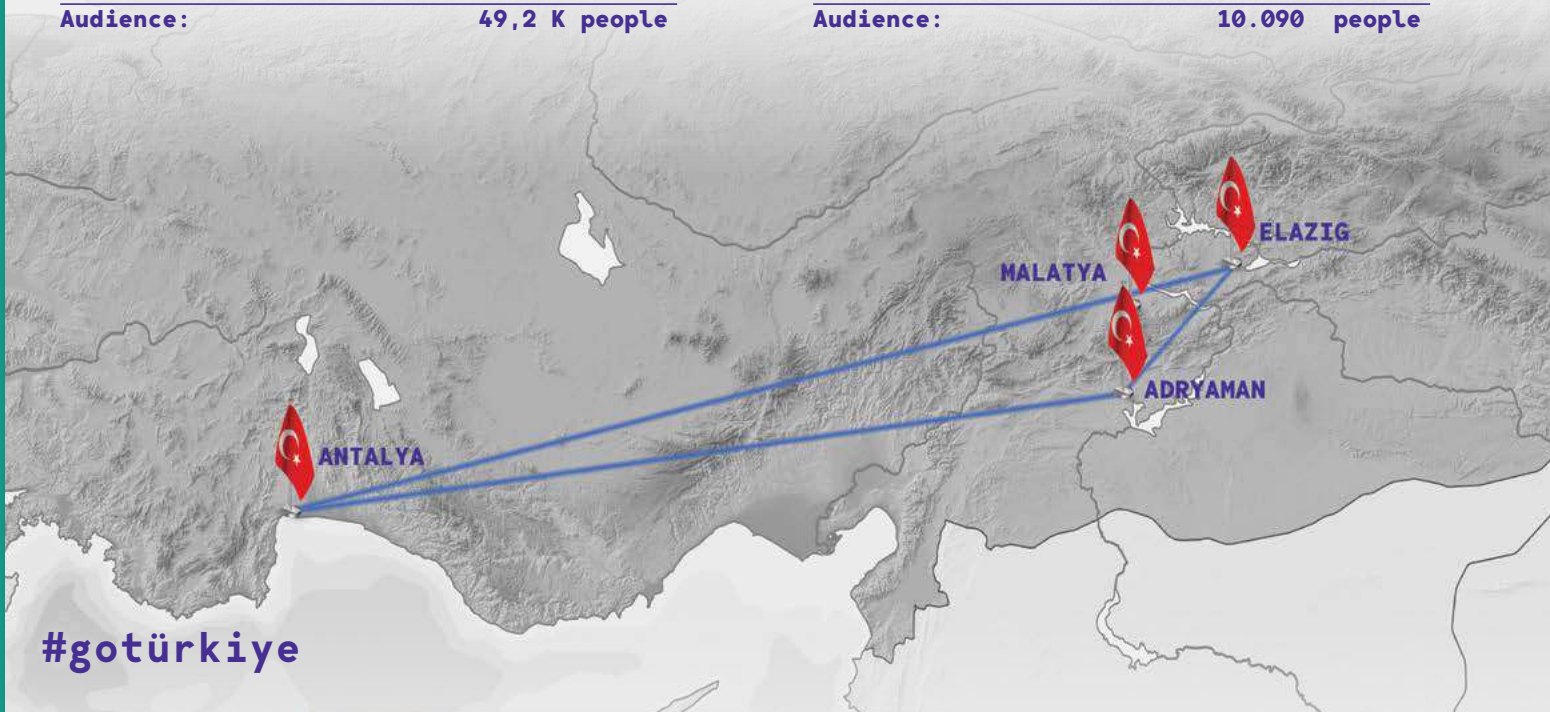 Audience: 49,2 K people
Audience: 10.090 people
ELAZIG
MALATYA
ADRYAMAN
ANTALYA
#gotürkiye